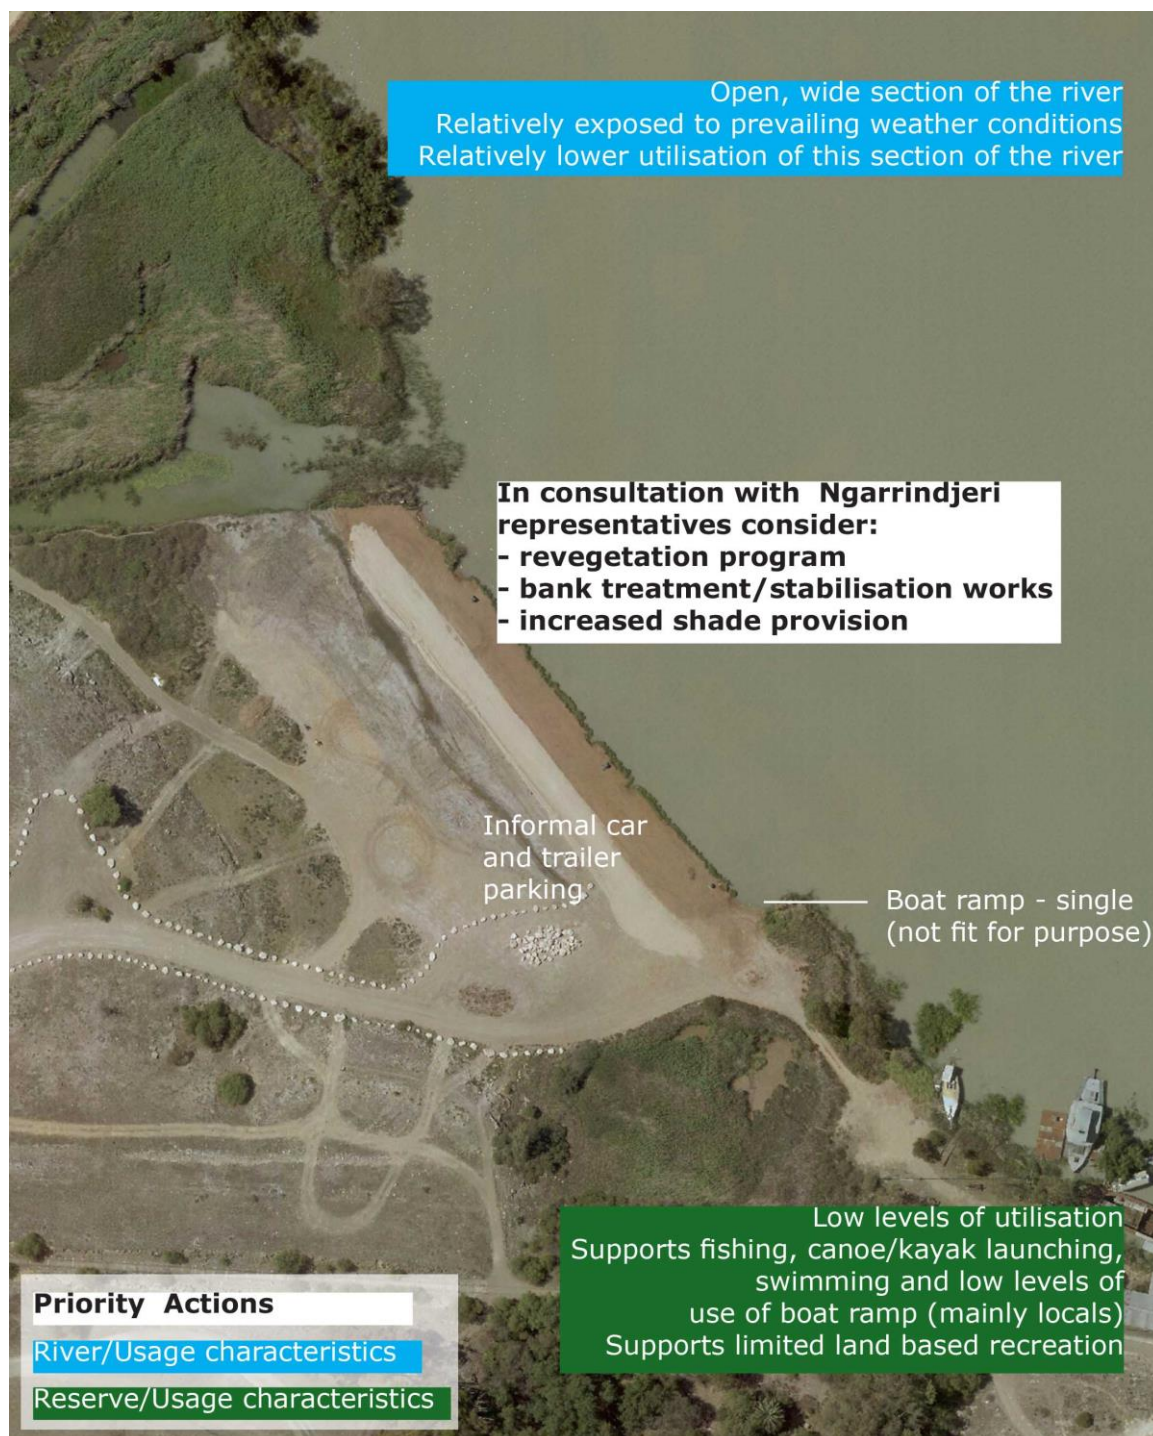 Open, wide section of the river
Relatively exposed to prevailing weather conditions
Relatively lower utilisation of this section of the river
In consultation with  Ngarrindjeri
representatives consider:
- revegetation program
- bank treatment/stabilisation works
- increased shade provision
Informal car
and trailer
parking
Boat ramp - single
(not fit for purpose)
Low levels of utilisation
Supports fishing, canoe/kayak launching,
swimming and low levels of
use of boat ramp (mainly locals)
Supports limited land based recreation
Priority  Actions
River/Usage characteristics
Reserve/Usage characteristics